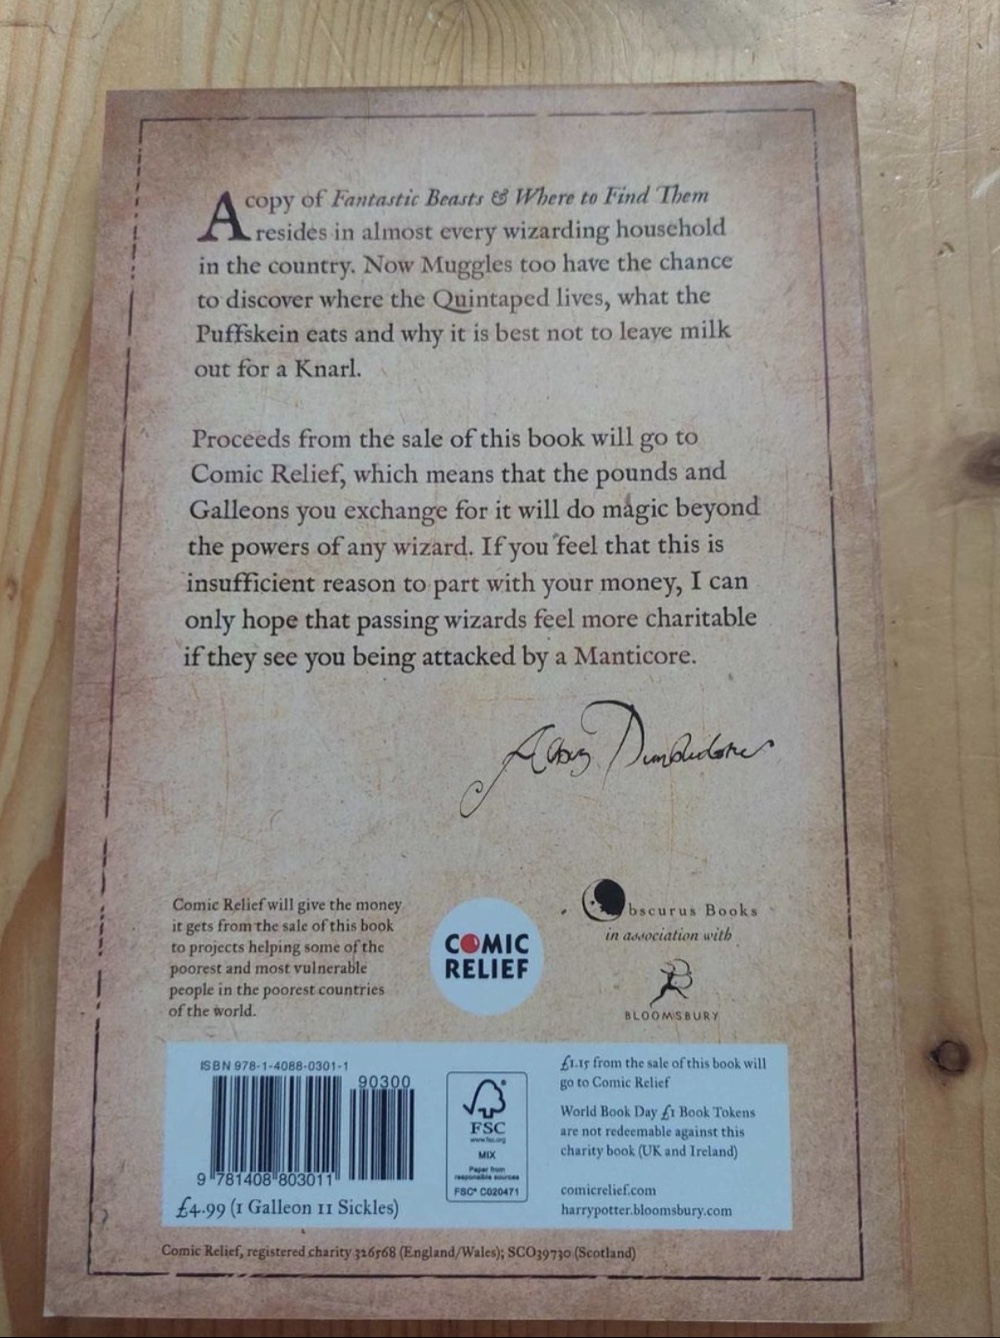 A copy of Fantastic Beasts & Where to Find Them
resides in almost every wizarding household
in the country. Now Muggles too have the chance
to discover where the Quintaped lives, what the
Puffskein eats and why it is best not to leave milk
out for a Knarl.
Proceeds from the sale of this book will go to
Comic Relief, which means that the pounds and
Galleons you exchange for it will do magic beyond
the powers of any wizard. If you feel that this is
insufficient reason to part with your money, I can
only hope that passing wizards feel more charitable
if they see you being attacked by a Manticore.
Albus Dumbledore
Comic Relief will give the money
it gets from the sale of this book
to projects helping some of the
poorest and most vulnerable
people in the poorest countries
of the world.
COMIC
RELIEF
Obscurus Books
in association with
BLOOMSBURY
ISBN 978-1-4088-0301-1
90300
9 781408 803011
£4.99 (1 Galleon 11 Sickles)
FSC
www.fsc.org
MIX
Paper from
responsible sources
FSC® C020471
£1.15 from the sale of this book will
go to Comic Relief
World Book Day £1 Book Tokens
are not redeemable against this
charity book (UK and Ireland)
comicrelief.com
harrypotter.bloomsbury.com
Comic Relief, registered charity 326568 (England/Wales); SCO39730 (Scotland)